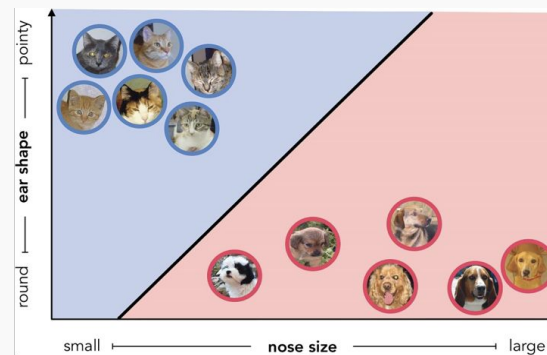 pointy
ear shape
round
small
nose size
large